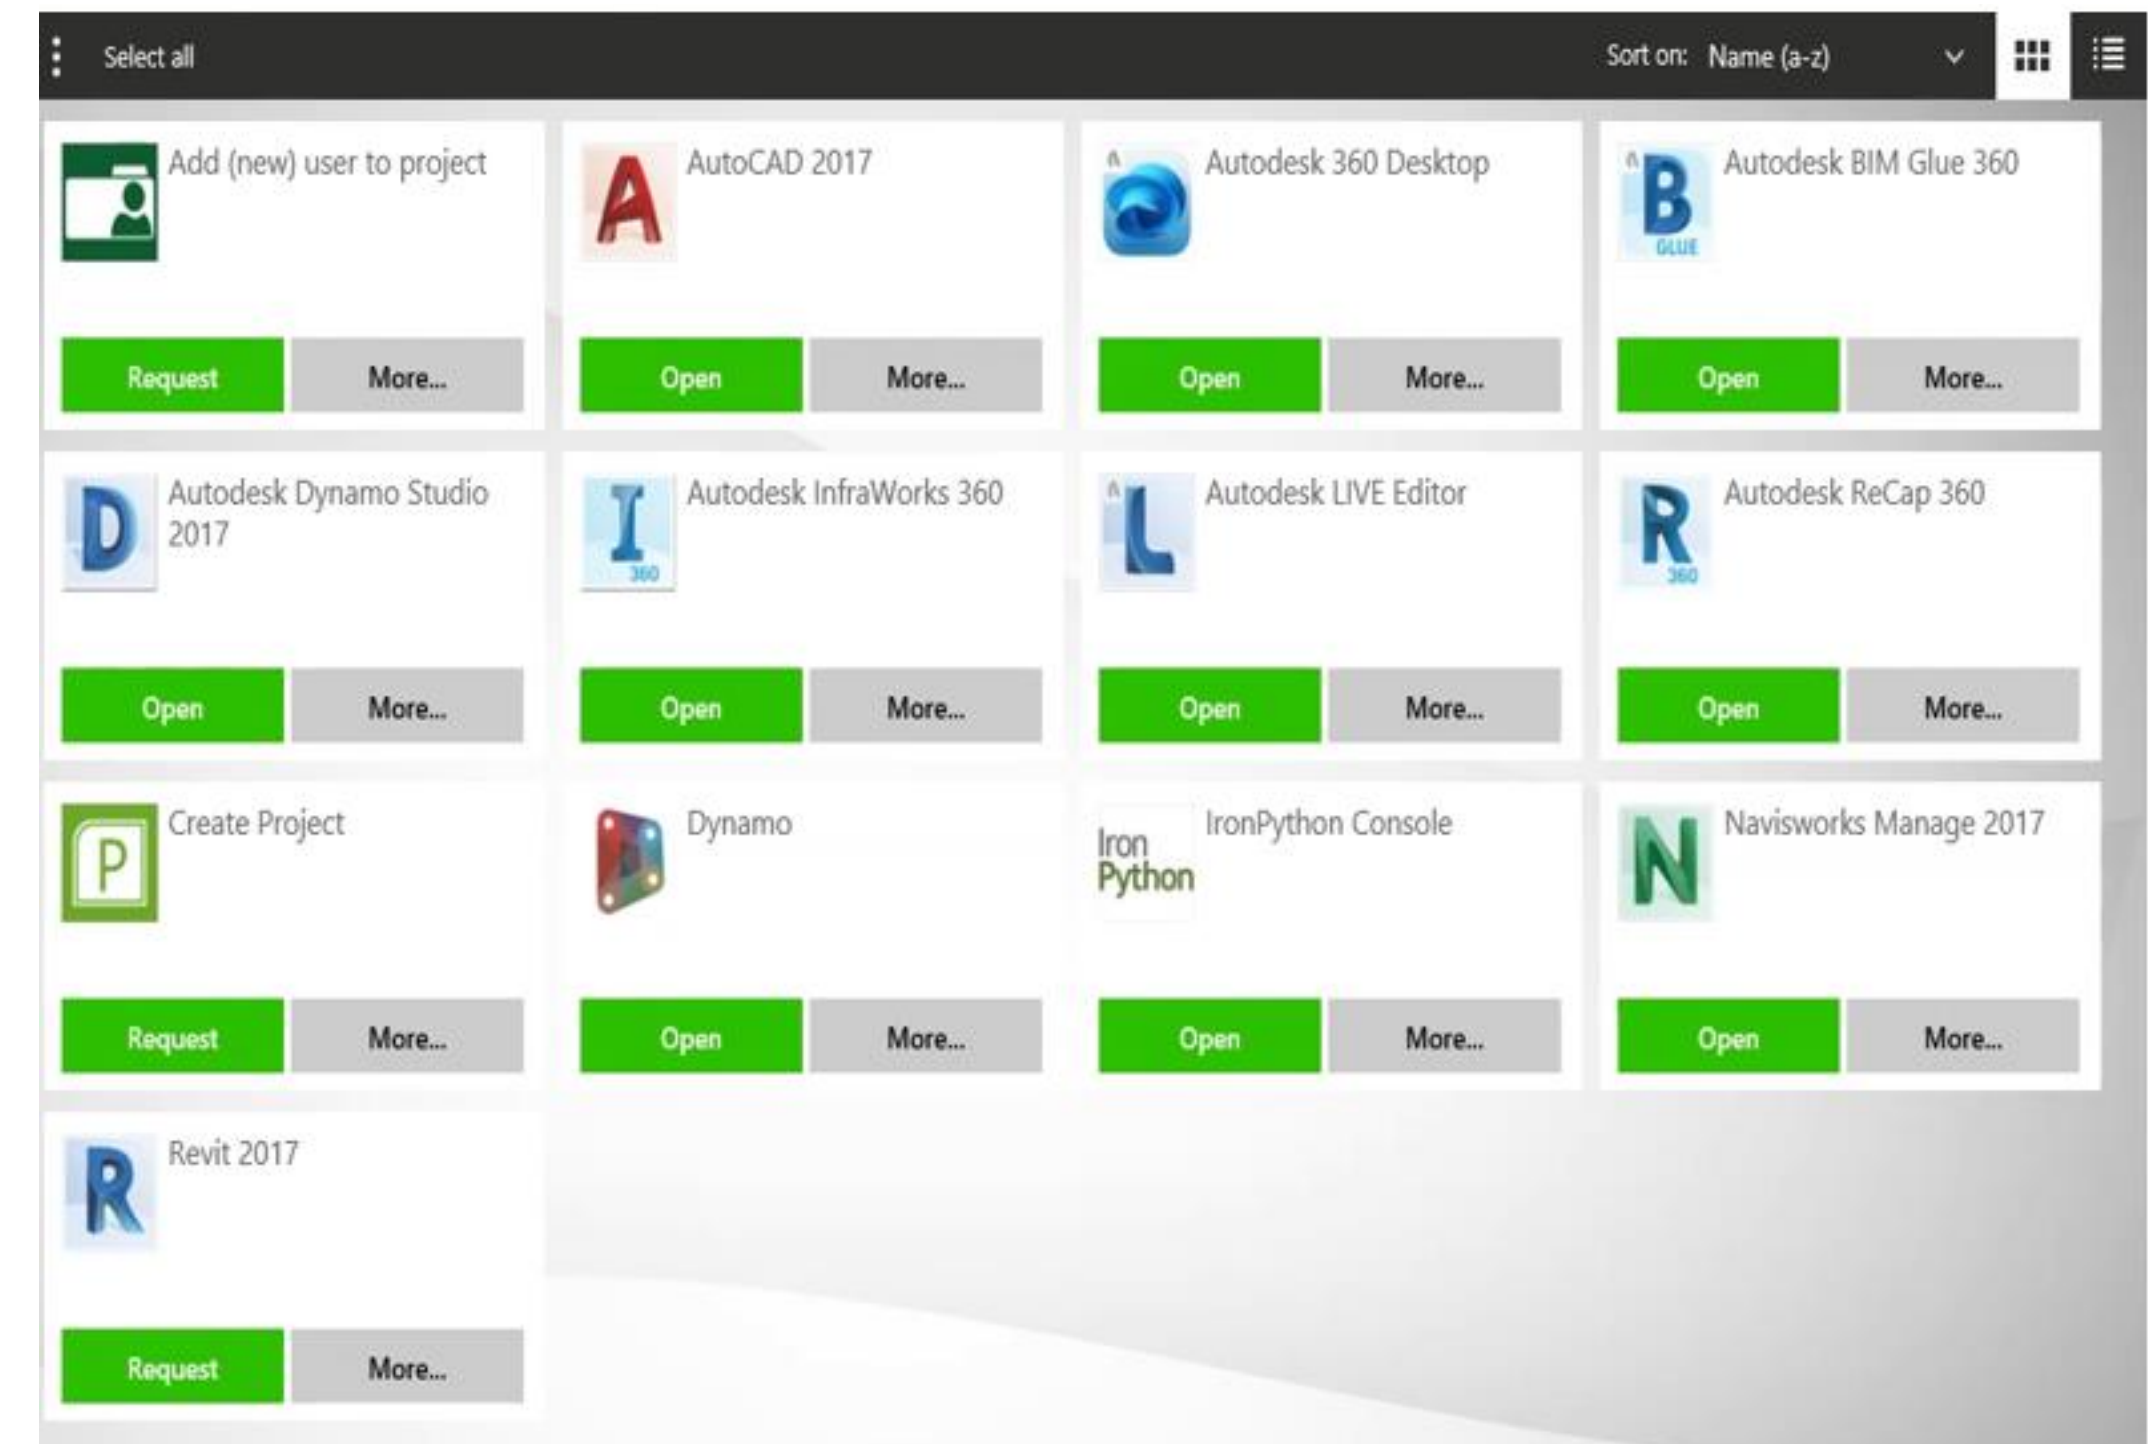 Select all
Sort on: Name (a-z)
Add (new) user to project
Request More...
AutoCAD 2017
Open More...
Autodesk 360 Desktop
Open More...
Autodesk BIM Glue 360
GLUE
Open More...
Autodesk Dynamo Studio
2017
Open More...
Autodesk InfraWorks 360
360
Open More...
Autodesk LIVE Editor
Open More...
Autodesk ReCap 360
360
Open More...
Create Project
Request More...
Dynamo
Open More...
Iron
Python
IronPython Console
Open More...
Navisworks Manage 2017
Open More...
Revit 2017
Request More...